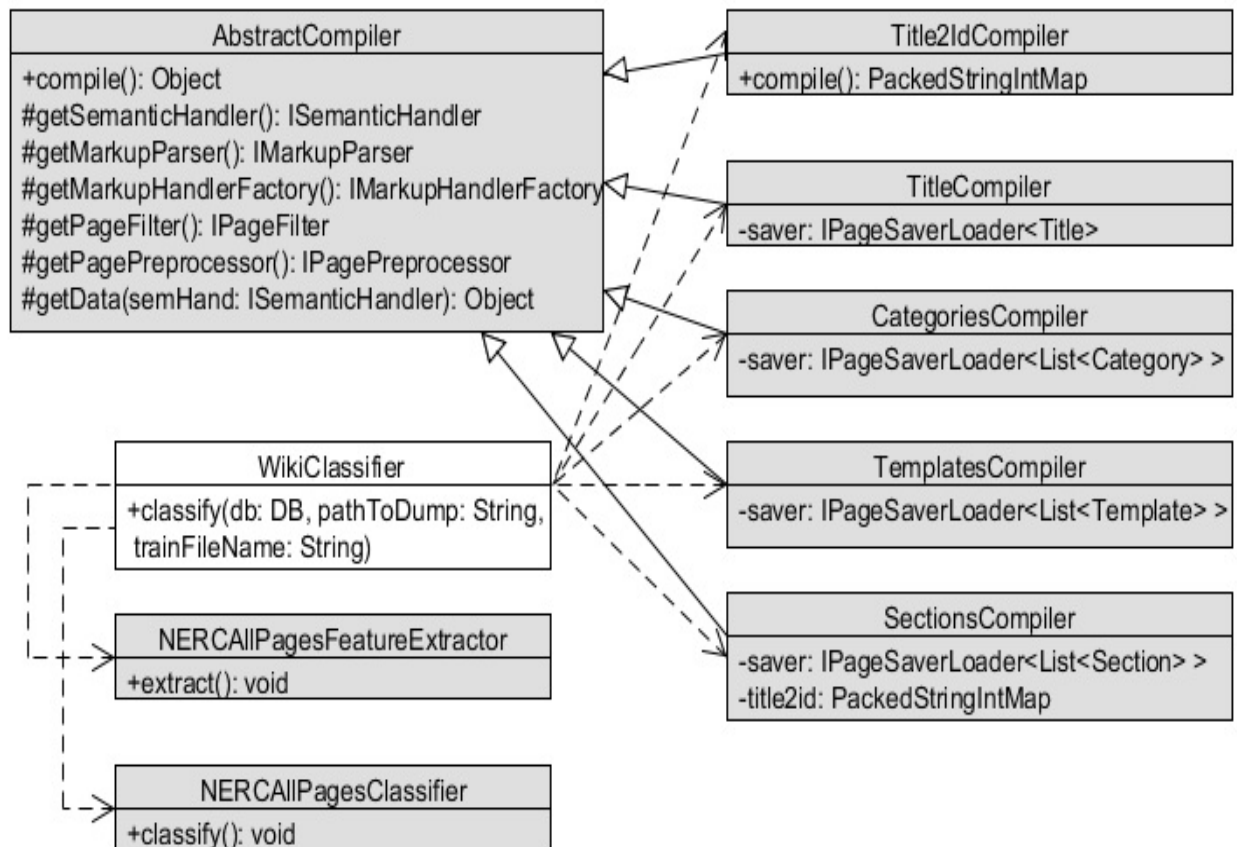 AbstractCompiler
+compile(): Object
#getSemanticHandler(): ISemanticHandler
#getMarkupParser(): IMarkupParser
#getMarkupHandlerFactory(): IMarkupHandlerFactory
#getPageFilter(): IPageFilter
#getPagePreprocessor(): IPagePreprocessor
#getData(semHand: ISemanticHandler): Object
Title2IdCompiler
+compile(): PackedStringIntMap
TitleCompiler
-saver: IPageSaverLoader<Title>
CategoriesCompiler
-saver: IPageSaverLoader<List<Category> >
TemplatesCompiler
-saver: IPageSaverLoader<List<Template> >
SectionsCompiler
-saver: IPageSaverLoader<List<Section> >
-title2id: PackedStringIntMap
WikiClassifier
+classify(db: DB, pathToDump: String,
trainFileName: String)
NERCAllPagesFeatureExtractor
+extract(): void
NERCAllPagesClassifier
+classify(): void